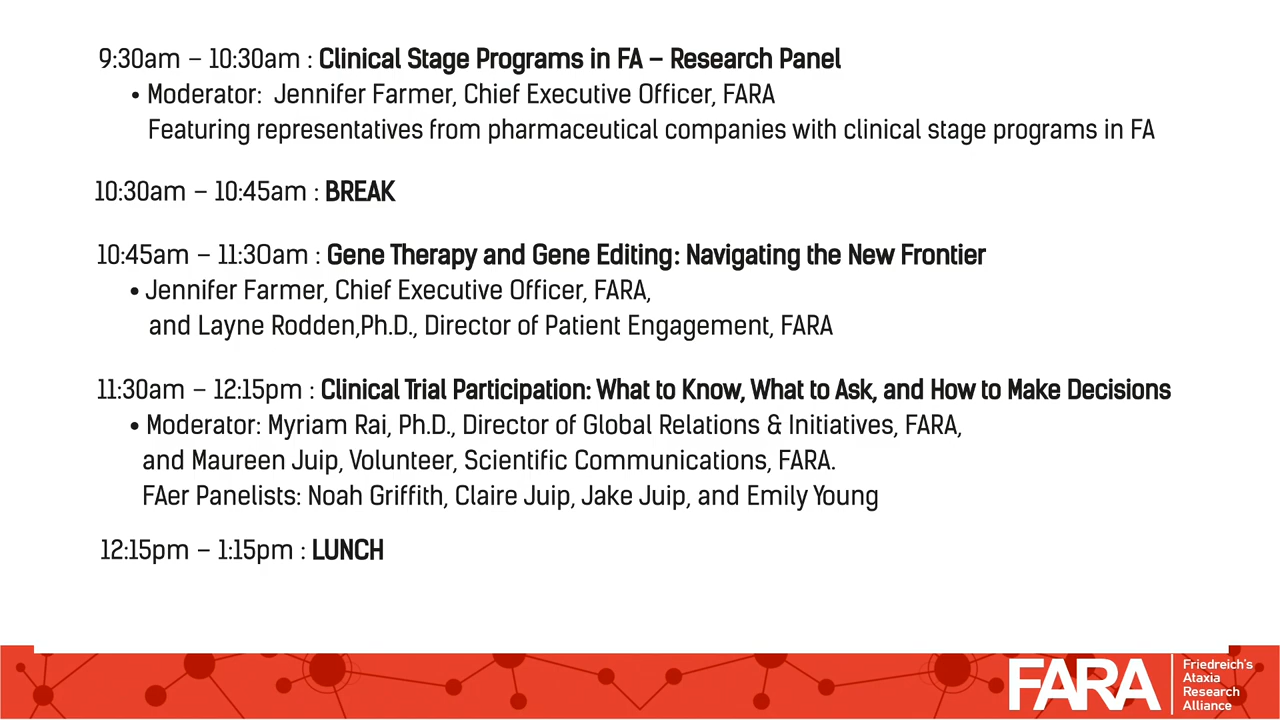 9:30am – 10:30am : Clinical Stage Programs in FA – Research Panel
• Moderator: Jennifer Farmer, Chief Executive Officer, FARA
Featuring representatives from pharmaceutical companies with clinical stage programs in FA
10:30am – 10:45am : BREAK
10:45am – 11:30am : Gene Therapy and Gene Editing: Navigating the New Frontier
• Jennifer Farmer, Chief Executive Officer, FARA,
and Layne Rodden,Ph.D., Director of Patient Engagement, FARA
11:30am – 12:15pm : Clinical Trial Participation: What to Know, What to Ask, and How to Make Decisions
• Moderator: Myriam Rai, Ph.D., Director of Global Relations & Initiatives, FARA,
and Maureen Juip, Volunteer, Scientific Communications, FARA.
FAer Panelists: Noah Griffith, Claire Juip, Jake Juip, and Emily Young
12:15pm – 1:15pm : LUNCH
FARA
Friedreich's
Ataxia
Research
Alliance